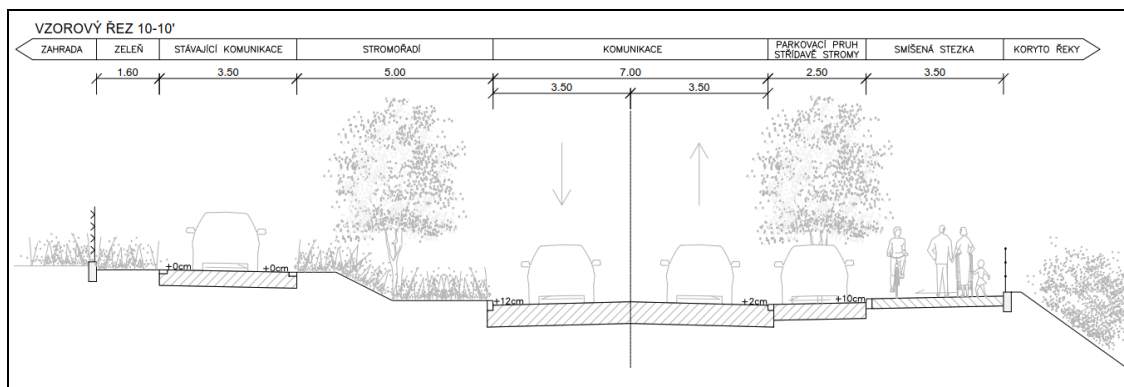 VZOROVÝ ŘEZ 10-10'
ZAHRADA
ZELEŇ
STÁVAJÍCÍ KOMUNIKACE
STROMOŘADÍ
KOMUNIKACE
PARKOVACÍ PRUH
STŘÍDAVĚ STROMY
SMÍŠENÁ STEZKA
KORYTO ŘEKY
1.60
3.50
5.00
7.00
2.50
3.50
3.50
3.50
+0cm
+0cm
+12cm
+2cm
+10cm